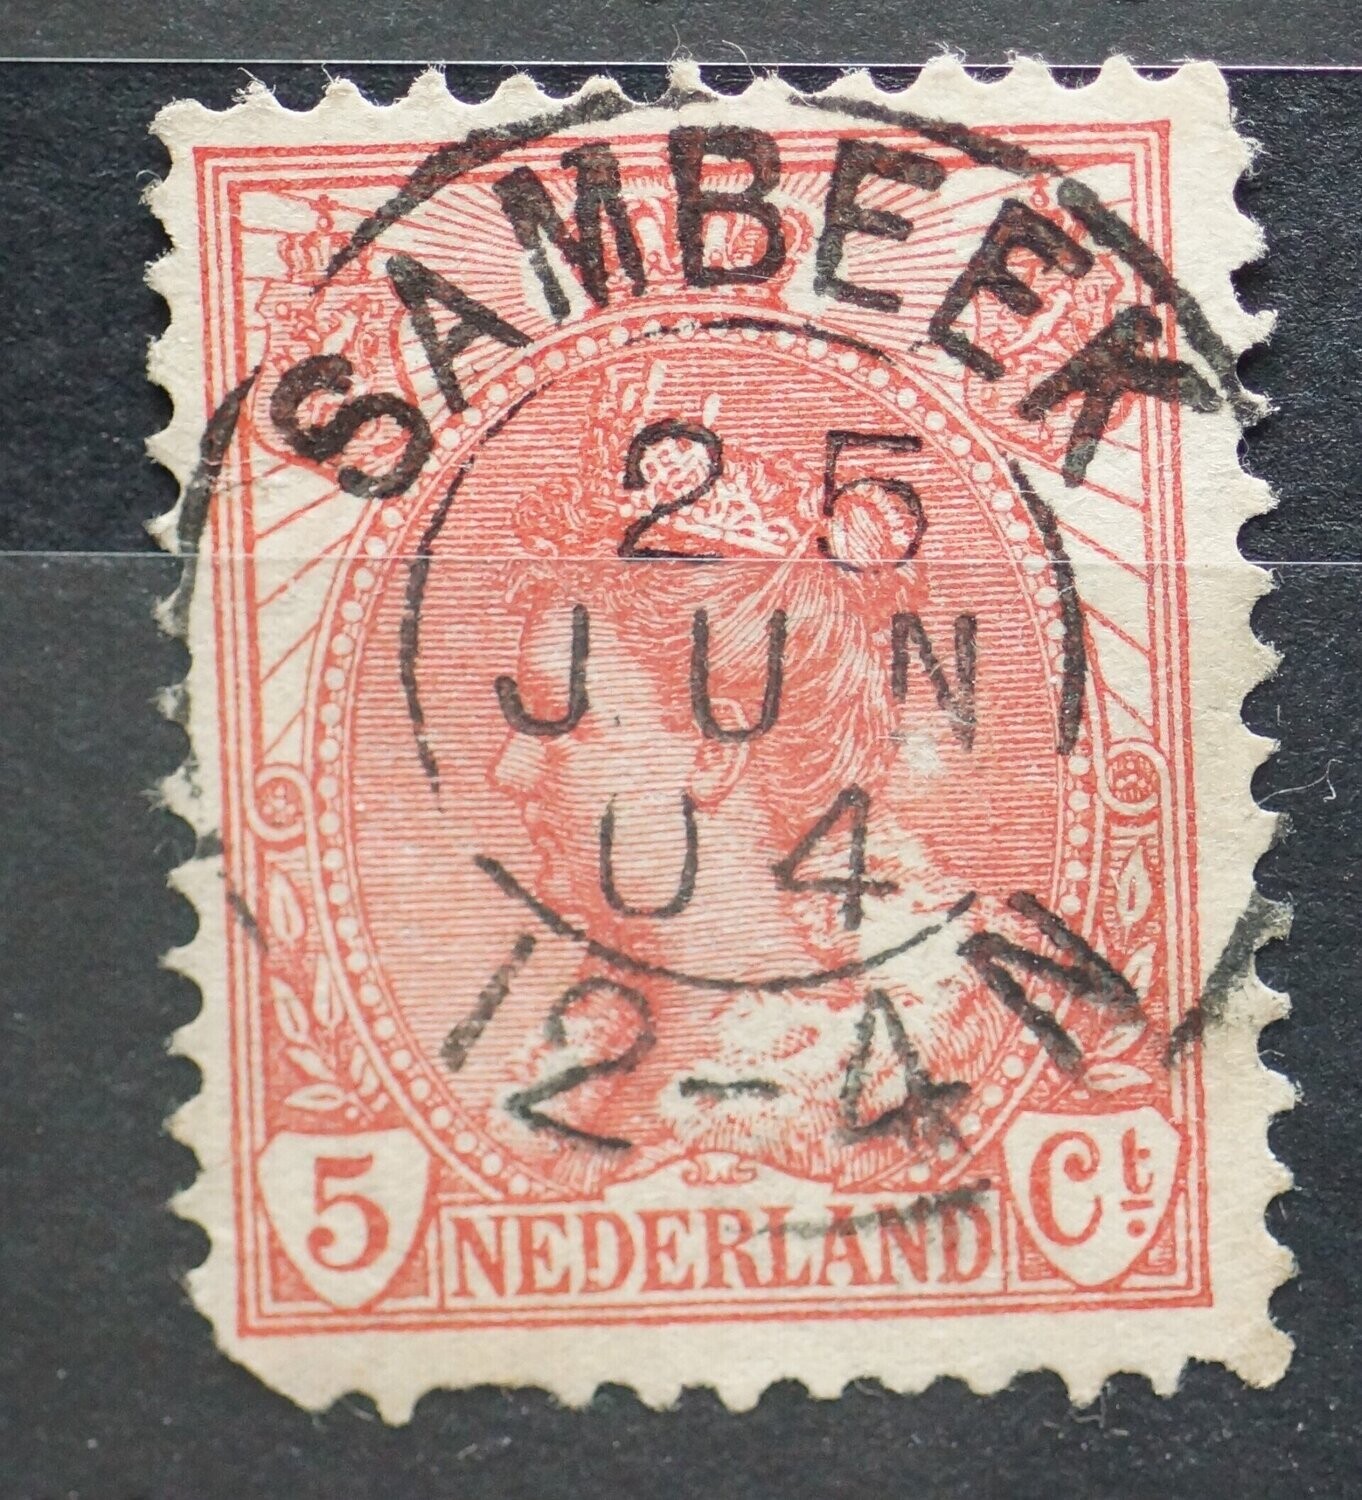 SAMBEEK
25
JUN
04
12-4N
5 NEDERLAND Ct.